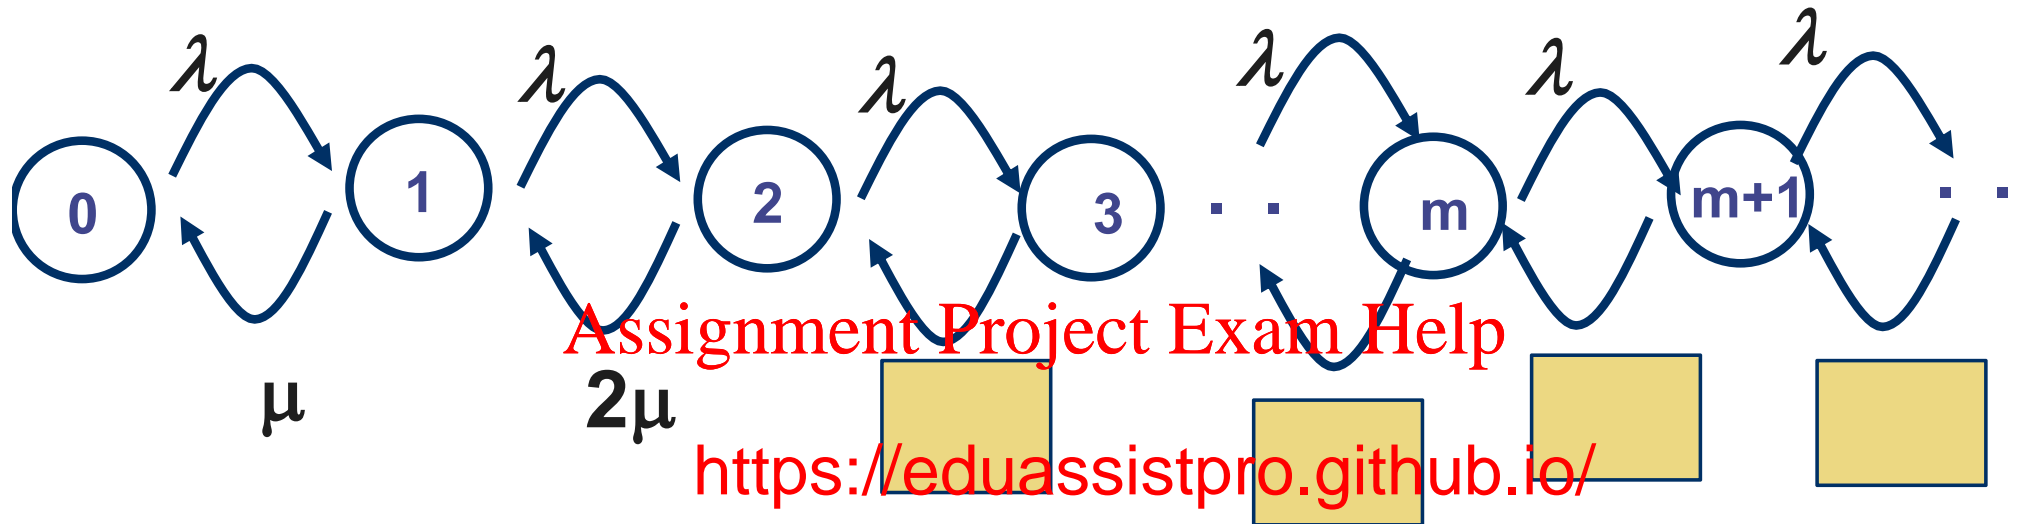 λ λ λ λ λ λ
0 1 2 3 . . m m+1 . .
Assignment Project Exam Help
μ 2μ
https://eduassistpro.github.io/